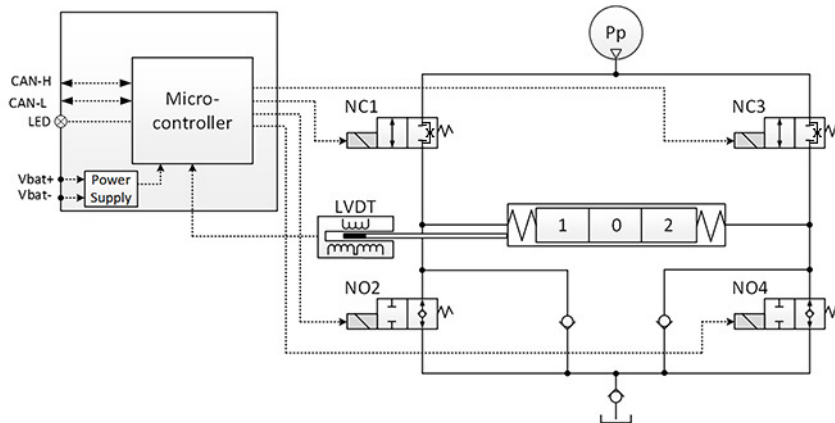 Pp
CAN-H
CAN-L
LED
Micro-
controller
NC1
NC3
Vbat+
Vbat-
Power
Supply
LVDT
1 0 2
NO2
NO4